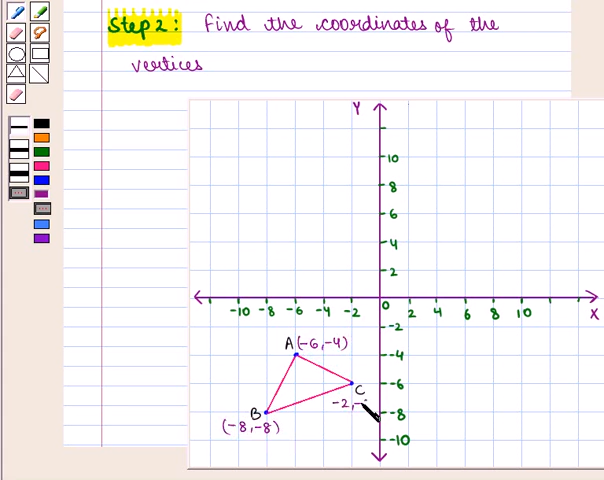 Step 2: Find the coordinates of the
vertices
Y
10
8
6
4
2
-10 -8 -6 -4 -2 0 2 4 6 8 10 X
-2
A(-6,-4) -4
-6
C
-2,-
B -8
(-8,-8)
-10